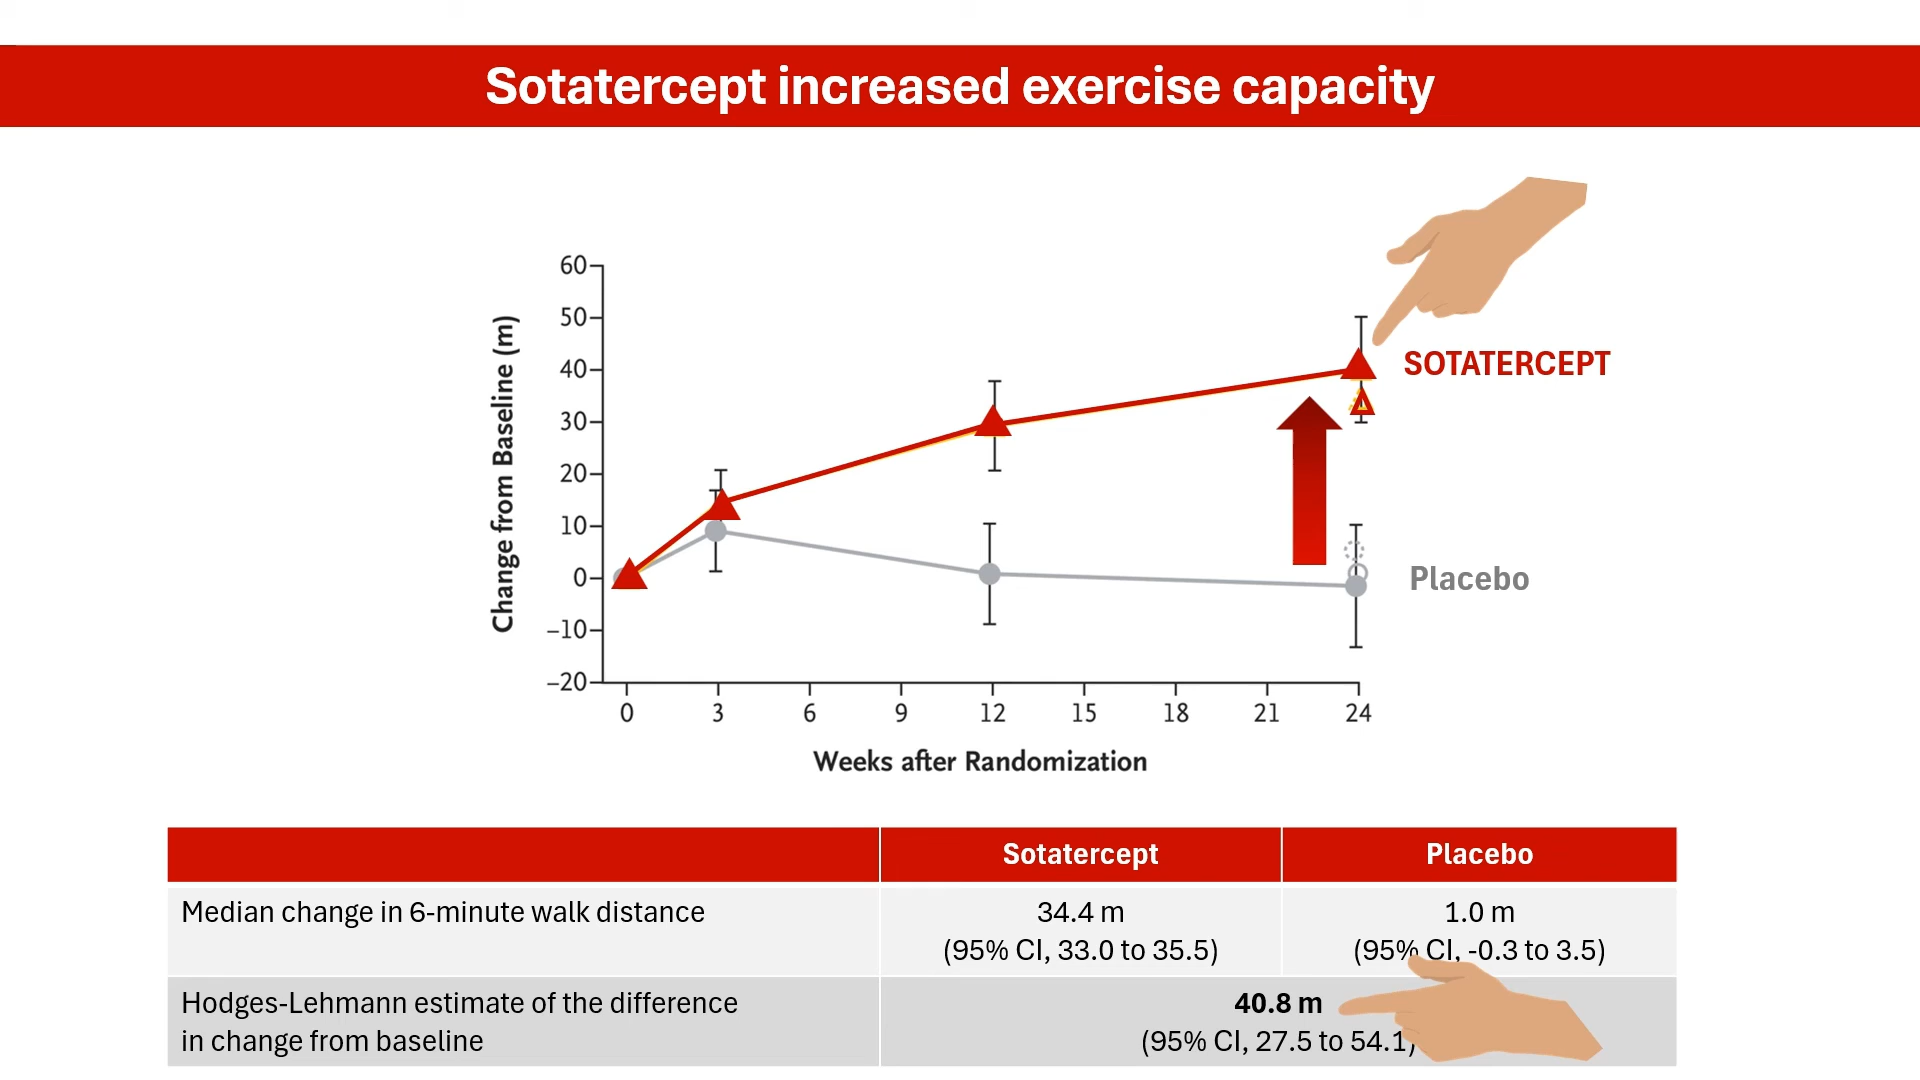 Sotatercept increased exercise capacity
Change from Baseline (m)
60
50
40
30
20
10
0
–10
–20
0 3 6 9 12 15 18 21 24
Weeks after Randomization
SOTATERCEPT
Placebo
Sotatercept Placebo
Median change in 6-minute walk distance 34.4 m 1.0 m
(95% CI, 33.0 to 35.5) (95% CI, -0.3 to 3.5)
Hodges-Lehmann estimate of the difference 40.8 m
in change from baseline (95% CI, 27.5 to 54.1)